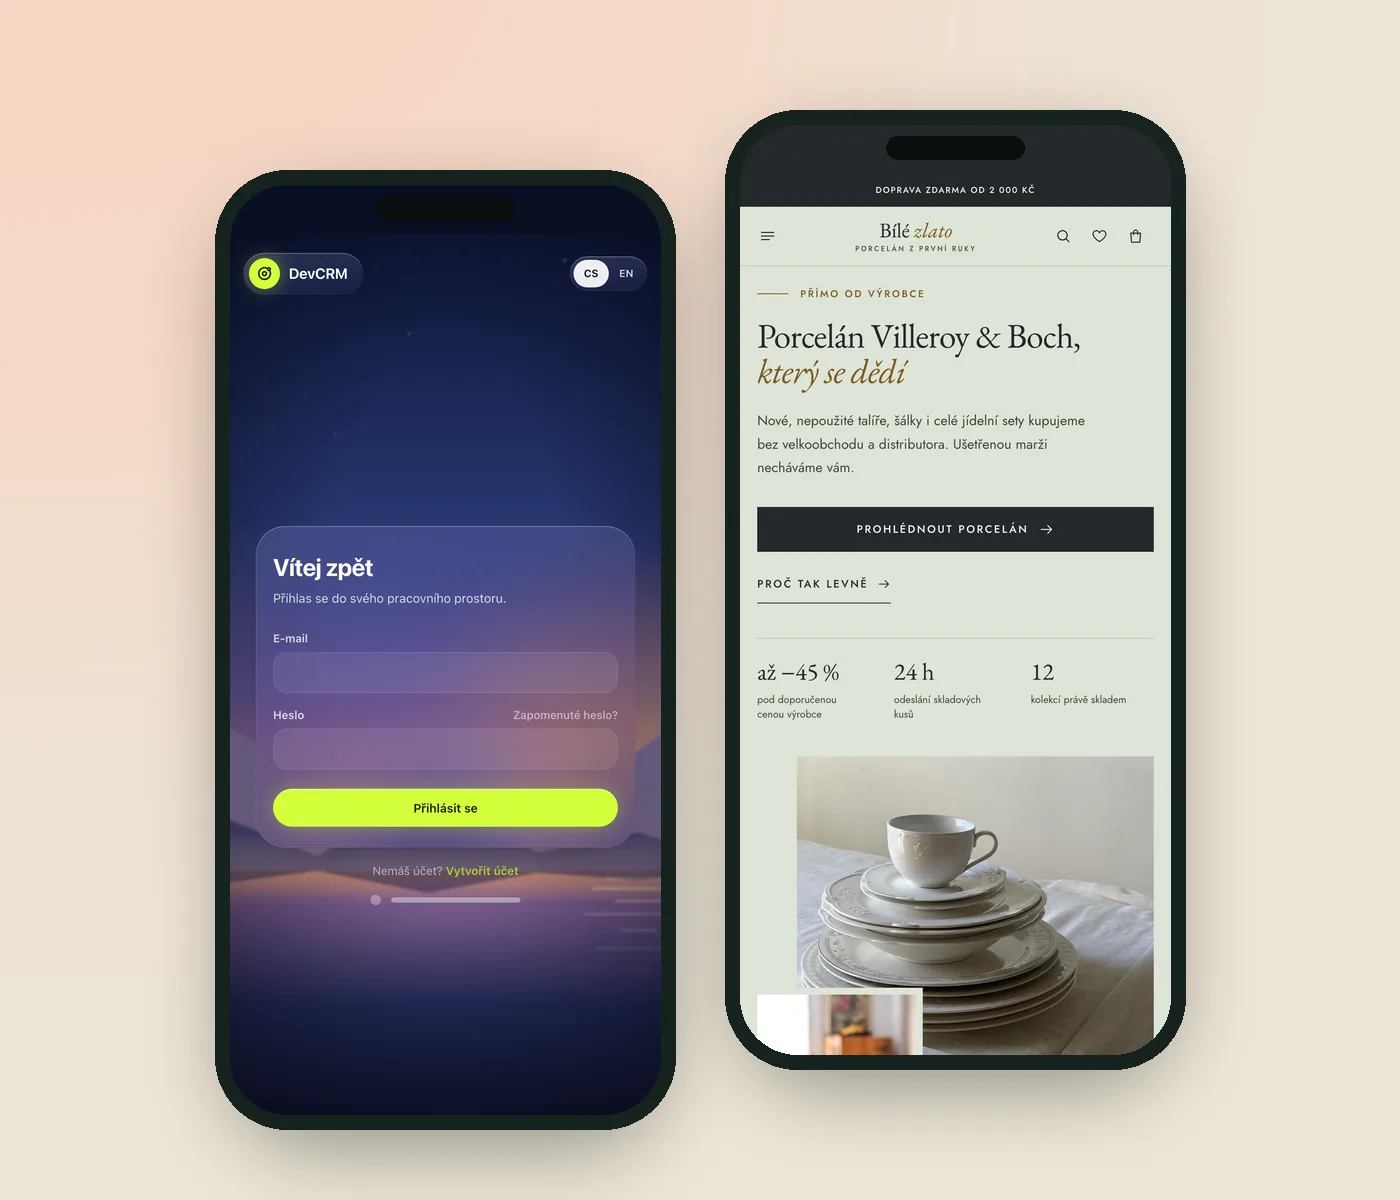 DevCRM
CS EN
Vítej zpět
Přihlas se do svého pracovního prostoru.
E-mail
Heslo Zapomenuté heslo?
Přihlásit se
Nemáš účet? Vytvořit účet
DOPRAVA ZDARMA OD 2 000 KČ
Bílé zlato
PORCELÁN Z PRVNÍ RUKY
PŘÍMO OD VÝROBCE
Porcelán Villeroy & Boch,
který se dědí
Nové, nepoužité talíře, šálky i celé jídelní sety kupujeme
bez velkoobchodu a distributora. Ušetřenou marži
necháváme vám.
PROHLÉDNOUT PORCELÁN →
PROČ TAK LEVNĚ →
až −45 %
pod doporučenou
cenou výrobce
24 h
odeslání skladových
kusů
12
kolekcí právě skladem